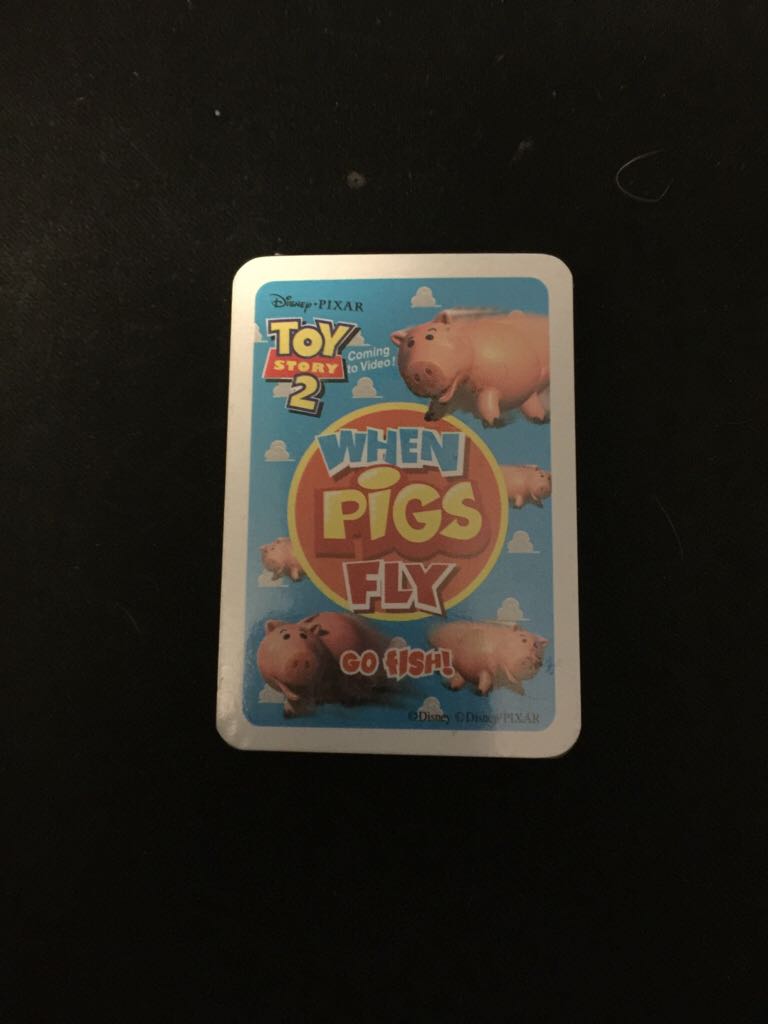 Disney•PIXAR
TOY
STORY
2
Coming
to Video!
WHEN
PIGS
FLY
GO fISH!
©Disney ©Disney/PIXAR